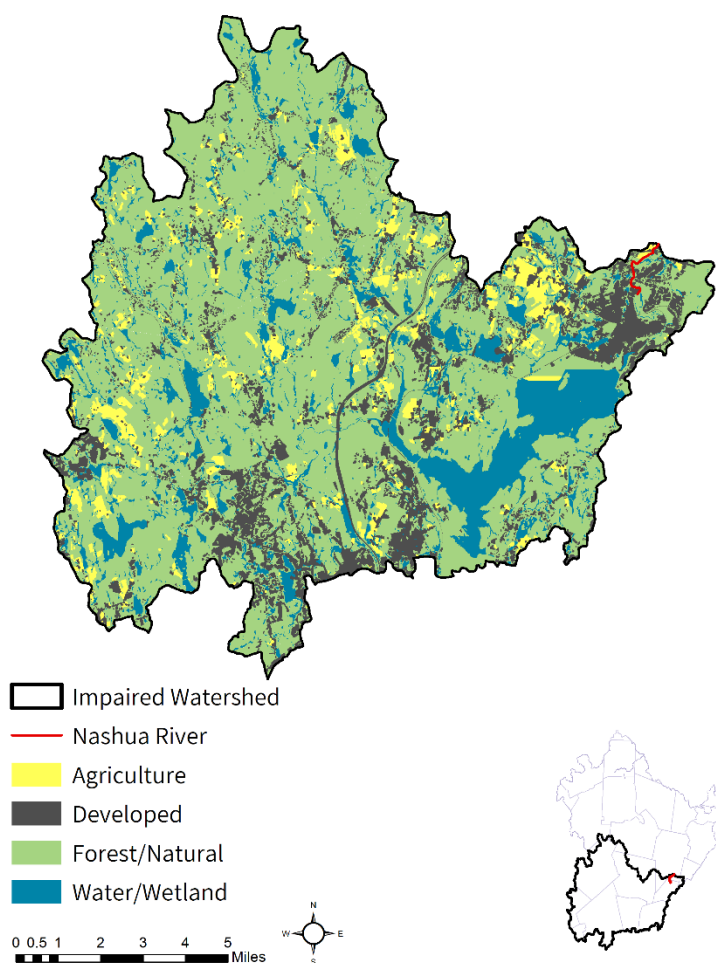 Impaired Watershed
Nashua River
Agriculture
Developed
Forest/Natural
Water/Wetland
N
W E
S
0 0.5 1 2 3 4 5
Miles